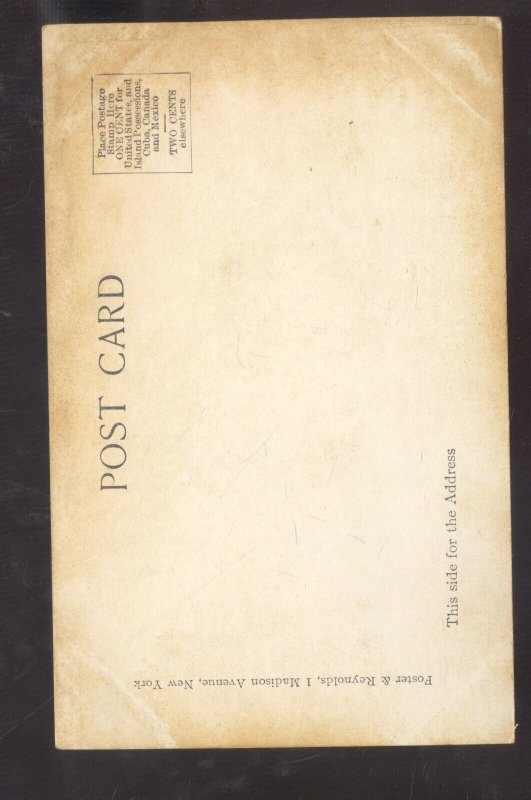 POST CARD
Place Postage
Stamp Here
ONE CENT for
United States, and
Island Possessions,
Cuba, Canada
and Mexico
TWO CENTS
elsewhere
This side for the Address
Foster & Reynolds, 1 Madison Avenue, New York